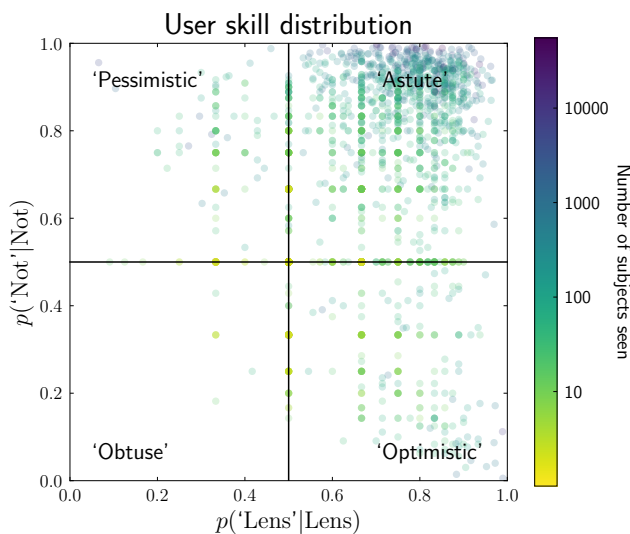 User skill distribution
1.0
0.8
0.6
0.4
0.2
0.0
p(‘Not’|Not)
‘Pessimistic’
‘Astute’
‘Obtuse’
‘Optimistic’
0.0 0.2 0.4 0.6 0.8 1.0
p(‘Lens’|Lens)
10000
1000
100
10
Number of subjects seen